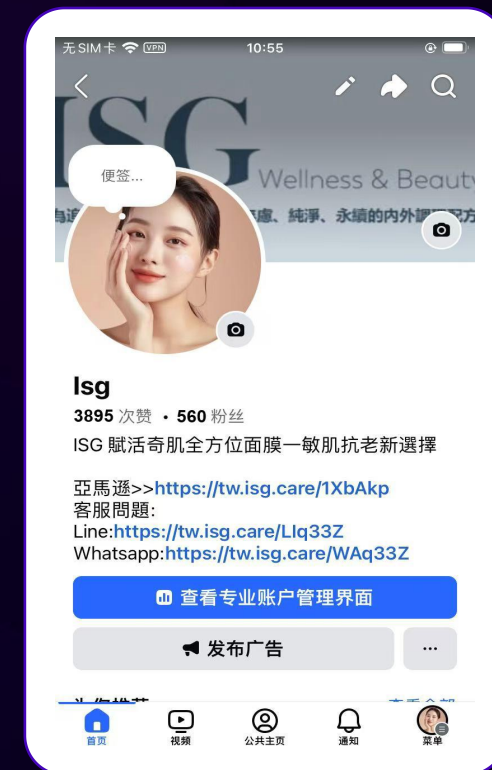 无SIM卡 VPN 10:55
ISG
便签...
Wellness & Beauty
慮、純淨、永續的內外調理配方
Isg
3895 次赞 • 560 粉丝
ISG 賦活奇肌全方位面膜一敏肌抗老新選擇
亞馬遜>>https://tw.isg.care/1XbAkp
客服問題:
Line:https://tw.isg.care/LIq33Z
Whatsapp:https://tw.isg.care/WAq33Z
查看专业账户管理界面
发布广告
...
为你推荐 查看全部
首页 视频 公共主页 通知 菜单